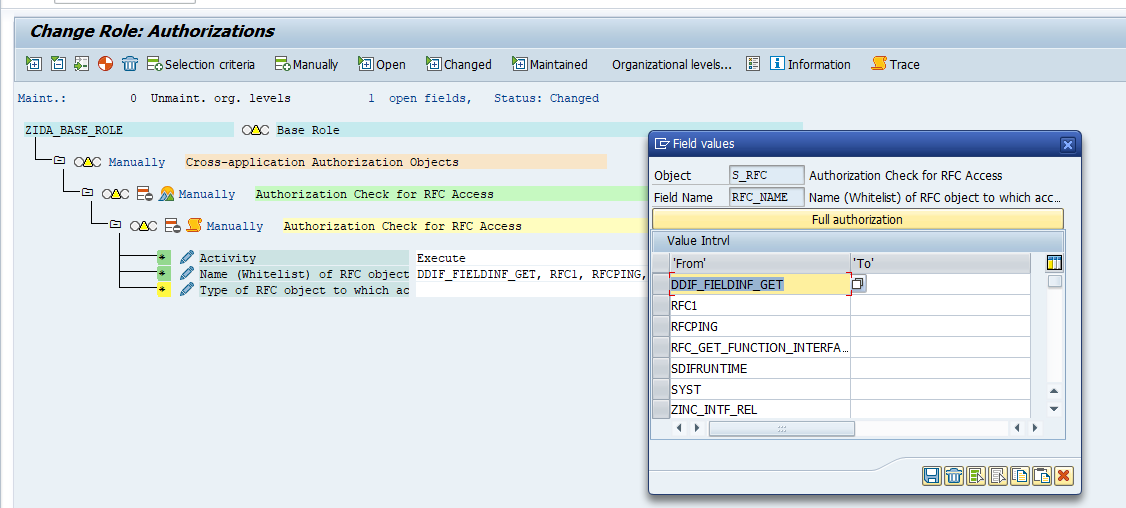 Change Role: Authorizations
Selection criteria Manually Open Changed Maintained Organizational levels... Information Trace
Maint.: 0 Unmaint. org. levels 1 open fields, Status: Changed
ZIDA_BASE_ROLE Base Role
Manually Cross-application Authorization Objects
Manually Authorization Check for RFC Access
Manually Authorization Check for RFC Access
* Activity Execute
* Name (Whitelist) of RFC object DDIF_FIELDINF_GET, RFC1, RFCPING,
* Type of RFC object to which ac
Field values
Object S_RFC Authorization Check for RFC Access
Field Name RFC_NAME Name (Whitelist) of RFC object to which acc...
Full authorization
Value Intrvl
'From' 'To'
DDIF_FIELDINF_GET
RFC1
RFCPING
RFC_GET_FUNCTION_INTERFA...
SDIFRUNTIME
SYST
ZINC_INTF_REL